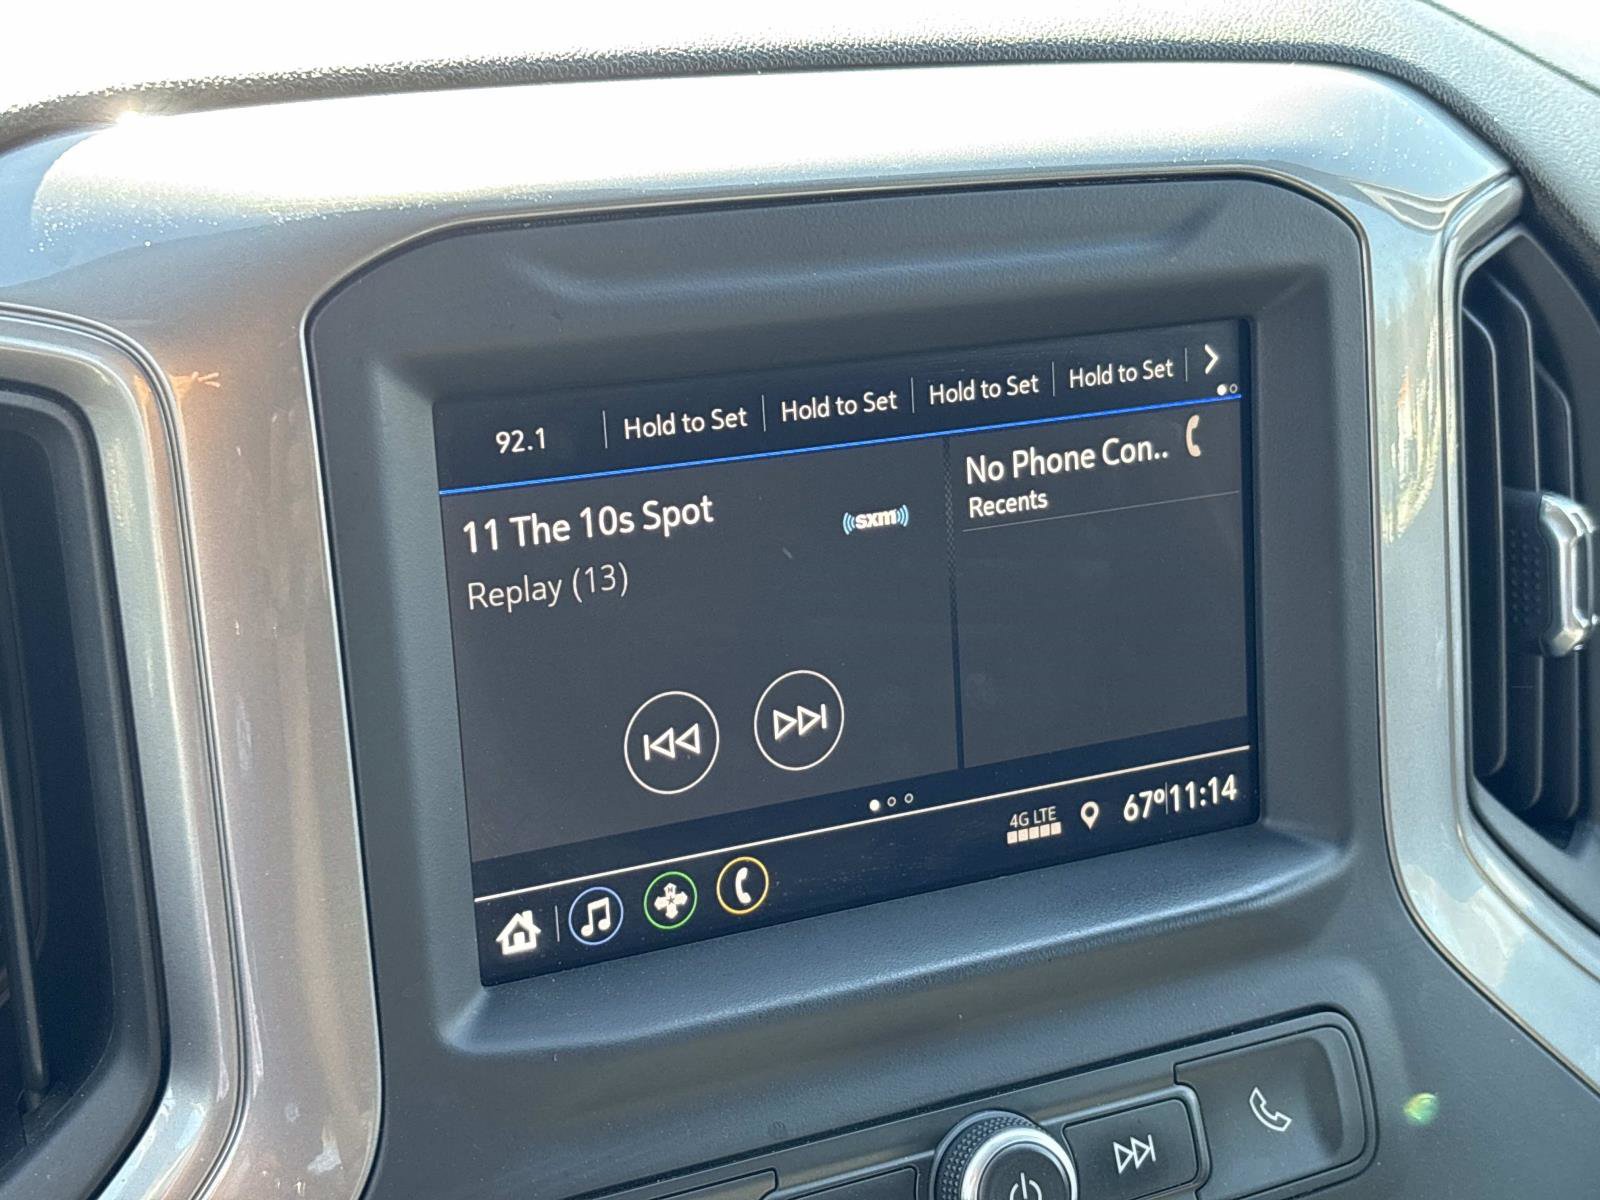 92.1
Hold to Set
Hold to Set
Hold to Set
Hold to Set
11 The 10s Spot
((sxm))
Replay (13)
No Phone Con..
Recents
4G LTE
67º
11:14